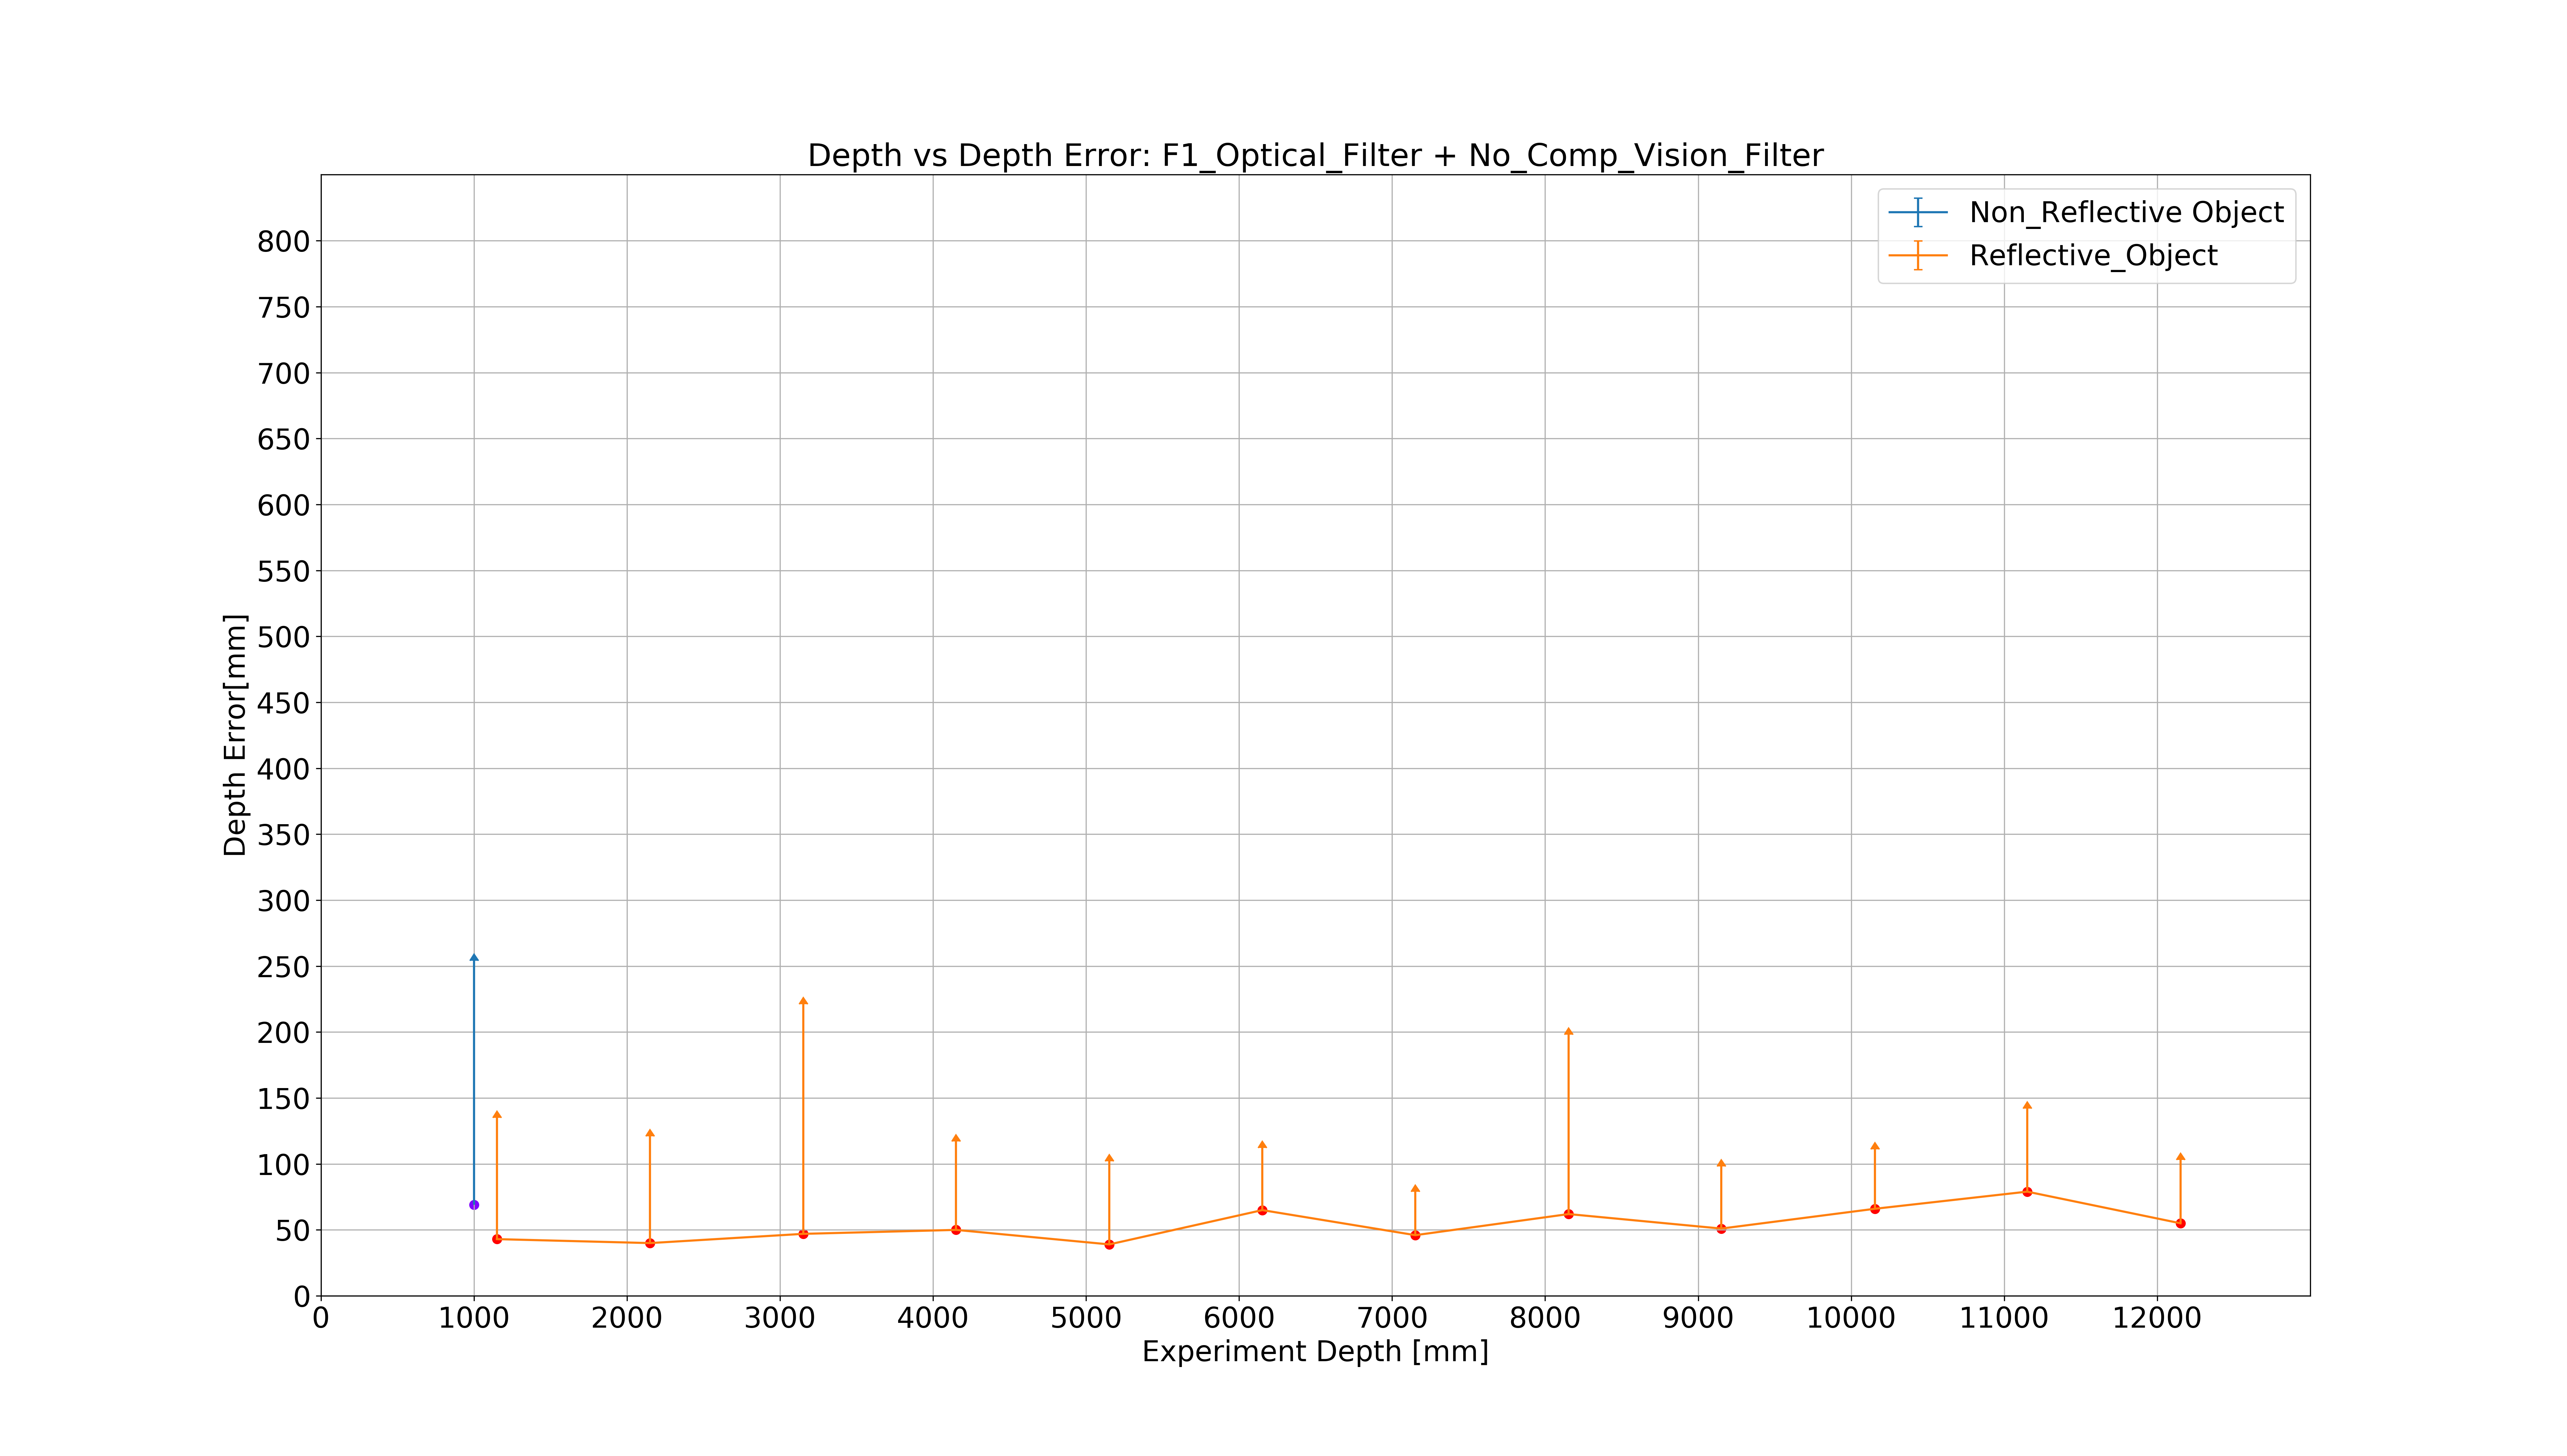 Depth vs Depth Error: F1_Optical_Filter + No_Comp_Vision_Filter
Non_Reflective Object
Reflective_Object
800
750
700
650
600
550
500
450
400
350
300
250
200
150
100
50
0
Depth Error[mm]
0 1000 2000 3000 4000 5000 6000 7000 8000 9000 10000 11000 12000
Experiment Depth [mm]